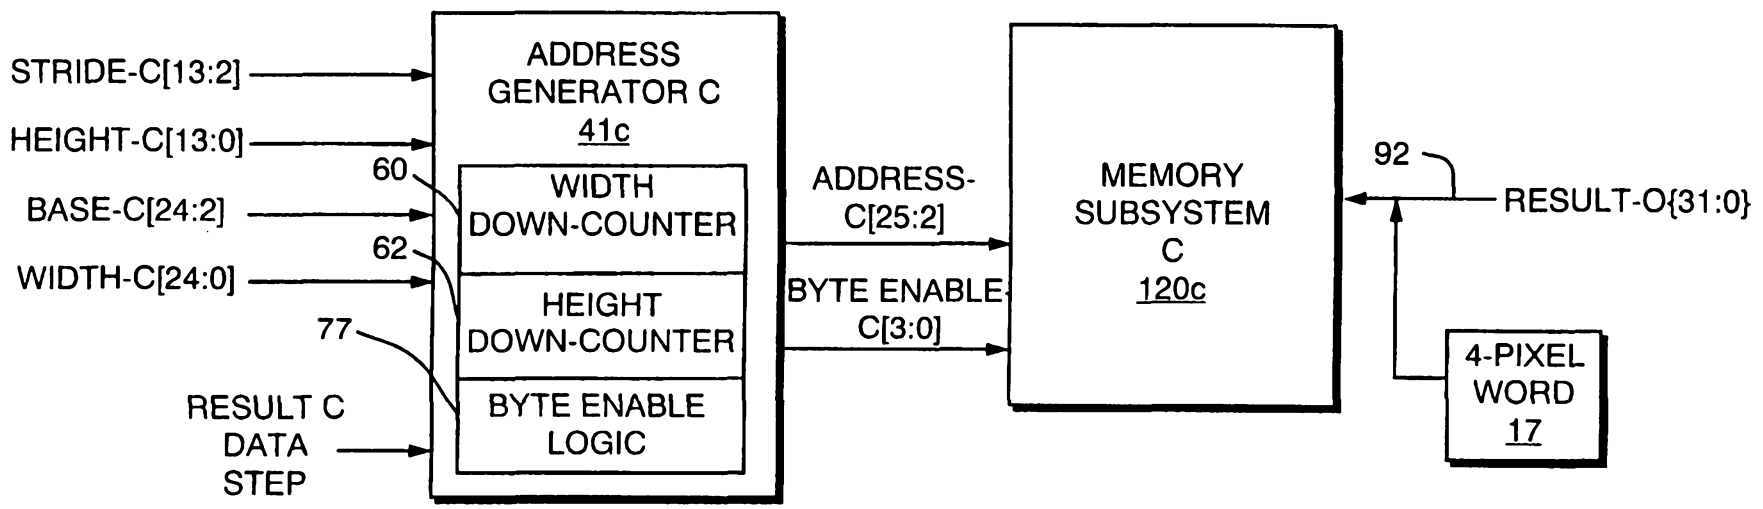 STRIDE-C[13:2]
HEIGHT-C[13:0]
BASE-C[24:2]
WIDTH-C[24:0]
RESULT C
DATA
STEP
60
62
77
ADDRESS
GENERATOR C
41c
WIDTH
DOWN-COUNTER
HEIGHT
DOWN-COUNTER
BYTE ENABLE
LOGIC
ADDRESS-
C[25:2]
BYTE ENABLE-
C[3:0]
MEMORY
SUBSYSTEM
C
120c
92
RESULT-O{31:0}
4-PIXEL
WORD
17